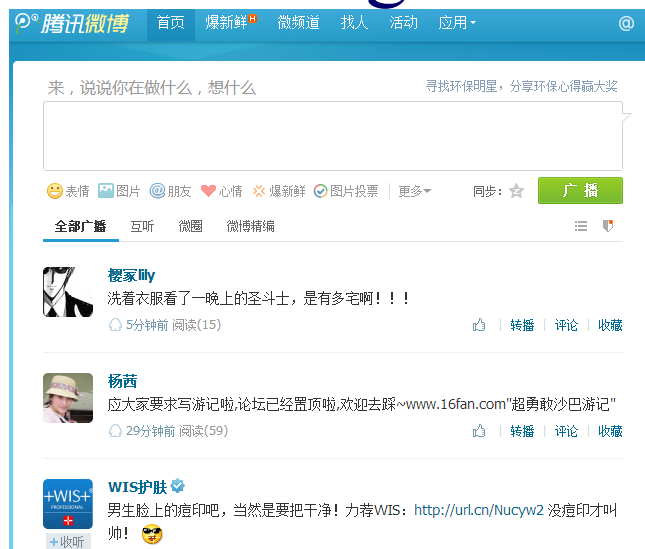 腾讯微博 首页 爆新鲜 H 微频道 找人 活动 应用 @
来，说说你在做什么，想什么 寻找环保明星，分享环保心得赢大奖
表情 图片 @ 朋友 心情 爆新鲜 图片投票 更多 同步： 广 播
全部广播 互听 微圈 微博精编
樱冢lily
洗着衣服看了一晚上的圣斗士，是有多宅啊！！！
5分钟前 阅读(15) 转播 评论 收藏
杨茜
应大家要求写游记啦,论坛已经置顶啦,欢迎去踩~www.16fan.com"超勇敢沙巴游记"
29分钟前 阅读(59) 转播 评论 收藏
WIS护肤
+WIS+
PROFESSIONAL
男生脸上的痘印吧，当然是要把干净！力荐WIS：http://url.cn/Nucyw2 没痘印才叫
帅！
+收听